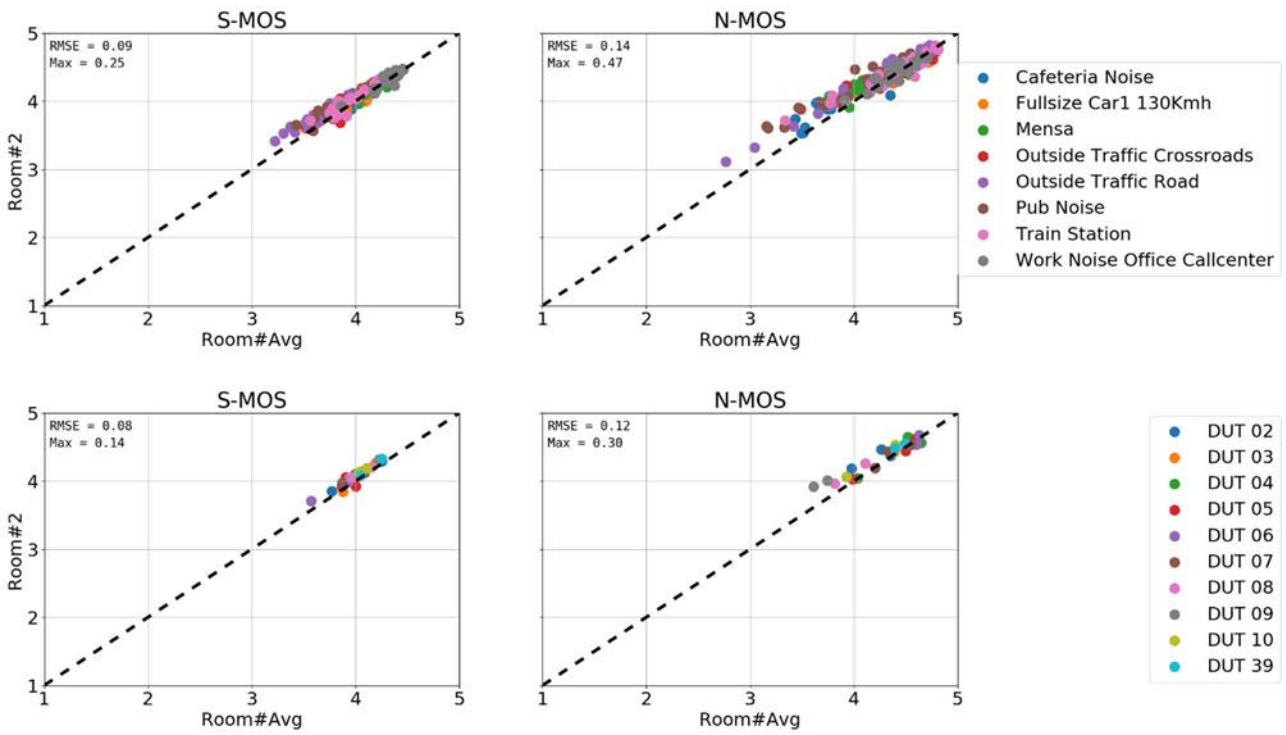 S-MOS
RMSE = 0.09
Max = 0.25
5
4
3
2
1
Room#2
1 2 3 4 5
Room#Avg
N-MOS
RMSE = 0.14
Max = 0.47
1 2 3 4 5
Room#Avg
Cafeteria Noise
Fullsize Car1 130Kmh
Mensa
Outside Traffic Crossroads
Outside Traffic Road
Pub Noise
Train Station
Work Noise Office Callcenter
S-MOS
RMSE = 0.08
Max = 0.14
5
4
3
2
1
Room#2
1 2 3 4 5
Room#Avg
N-MOS
RMSE = 0.12
Max = 0.30
1 2 3 4 5
Room#Avg
DUT 02
DUT 03
DUT 04
DUT 05
DUT 06
DUT 07
DUT 08
DUT 09
DUT 10
DUT 39